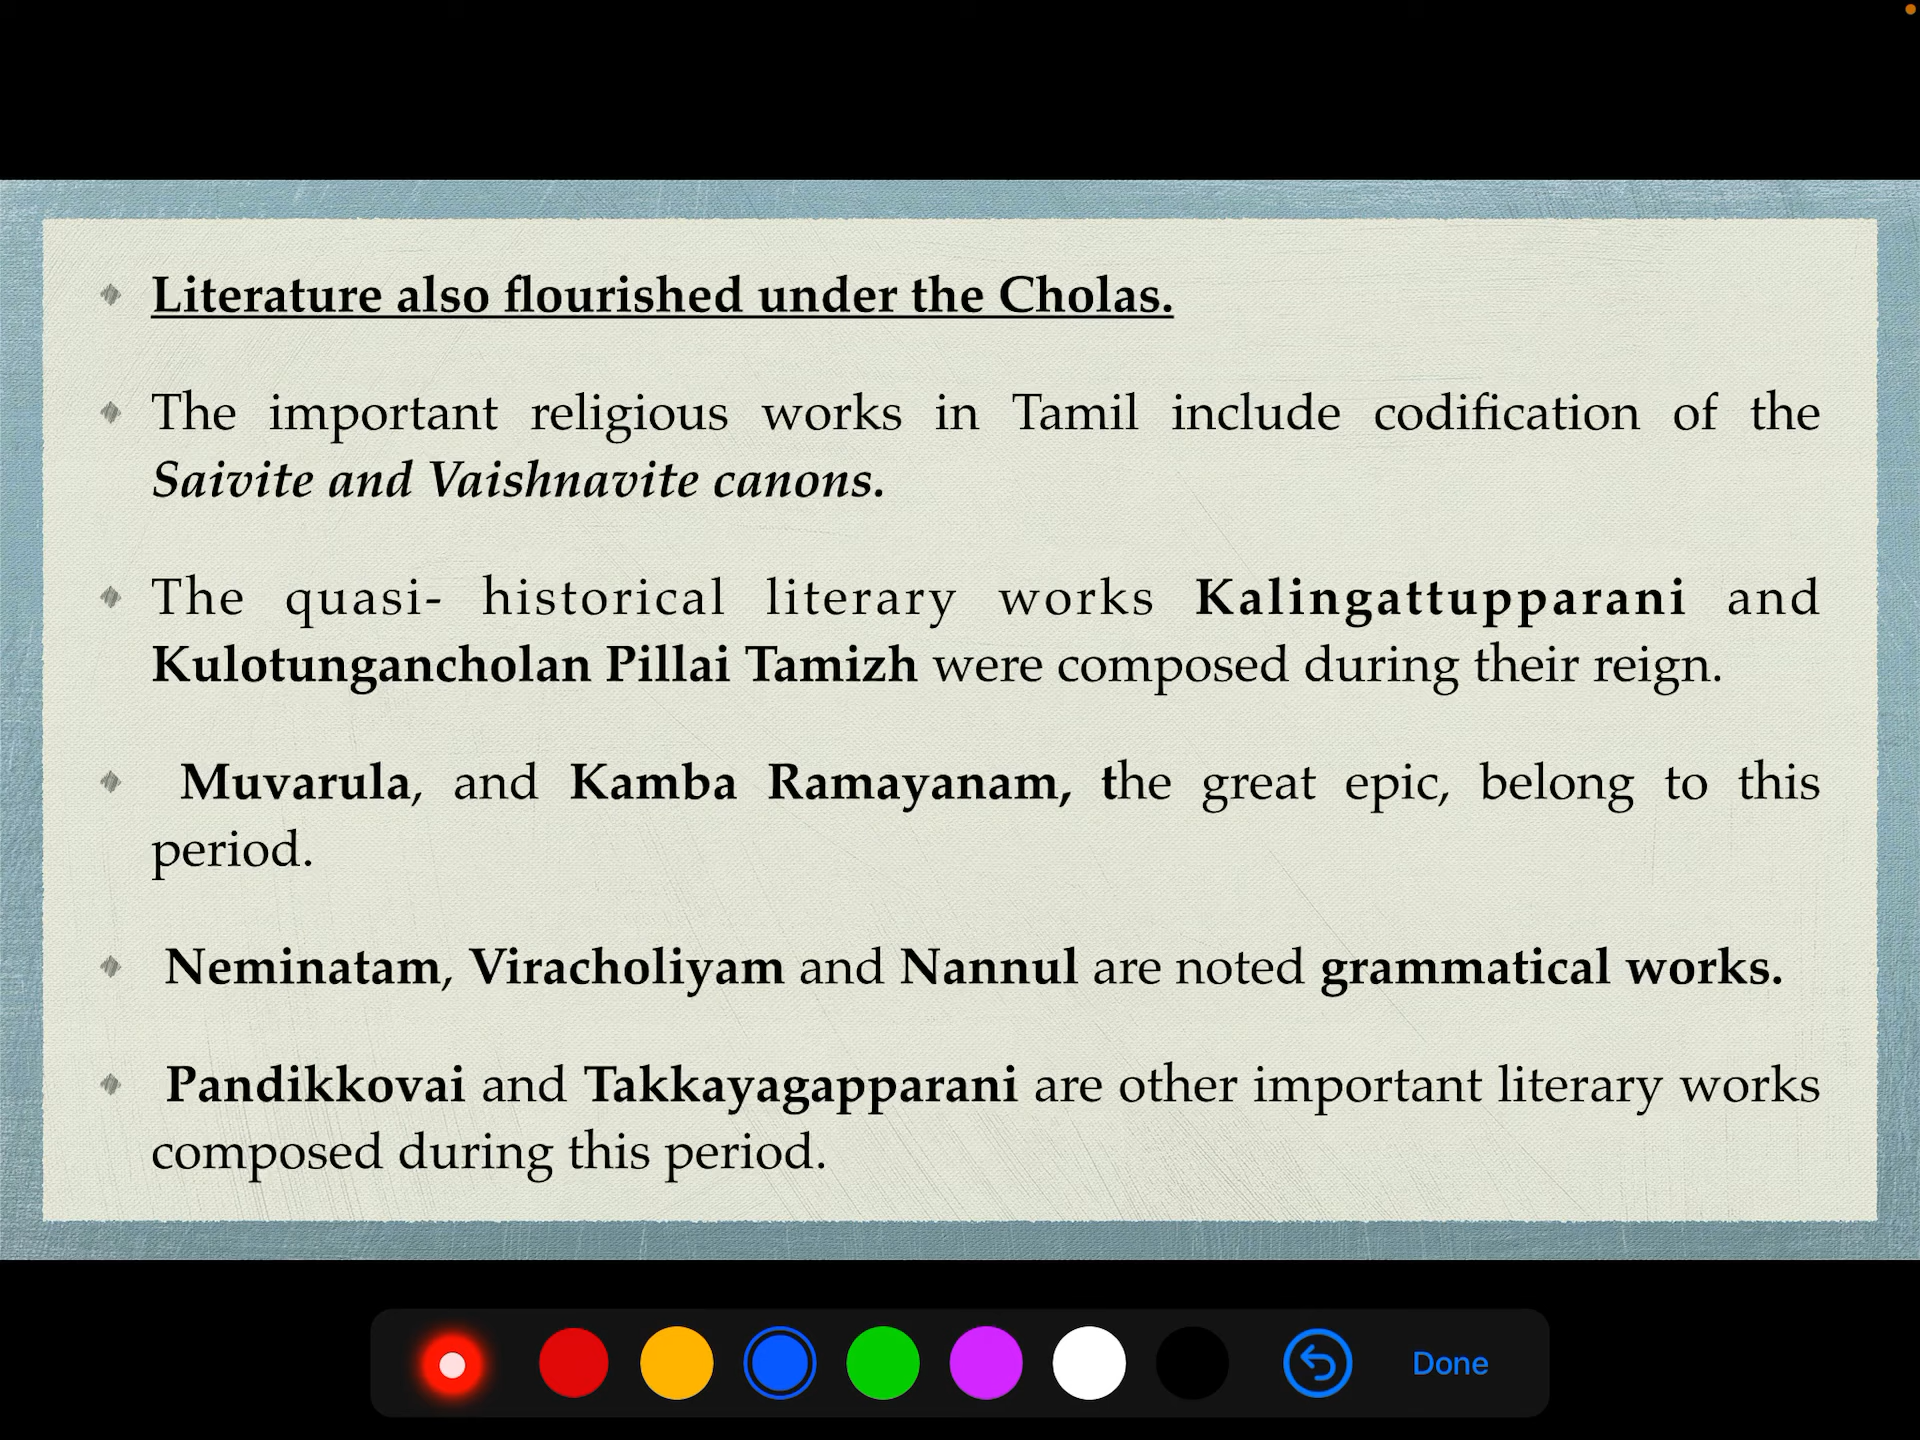 Literature also flourished under the Cholas.
The important religious works in Tamil include codification of the
Saivite and Vaishnavite canons.
The quasi- historical literary works Kalingattupparani and
Kulotungancholan Pillai Tamizh were composed during their reign.
Muvarula, and Kamba Ramayanam, the great epic, belong to this
period.
Neminatam, Viracholiyam and Nannul are noted grammatical works.
Pandikkovai and Takkayagapparani are other important literary works
composed during this period.
Done